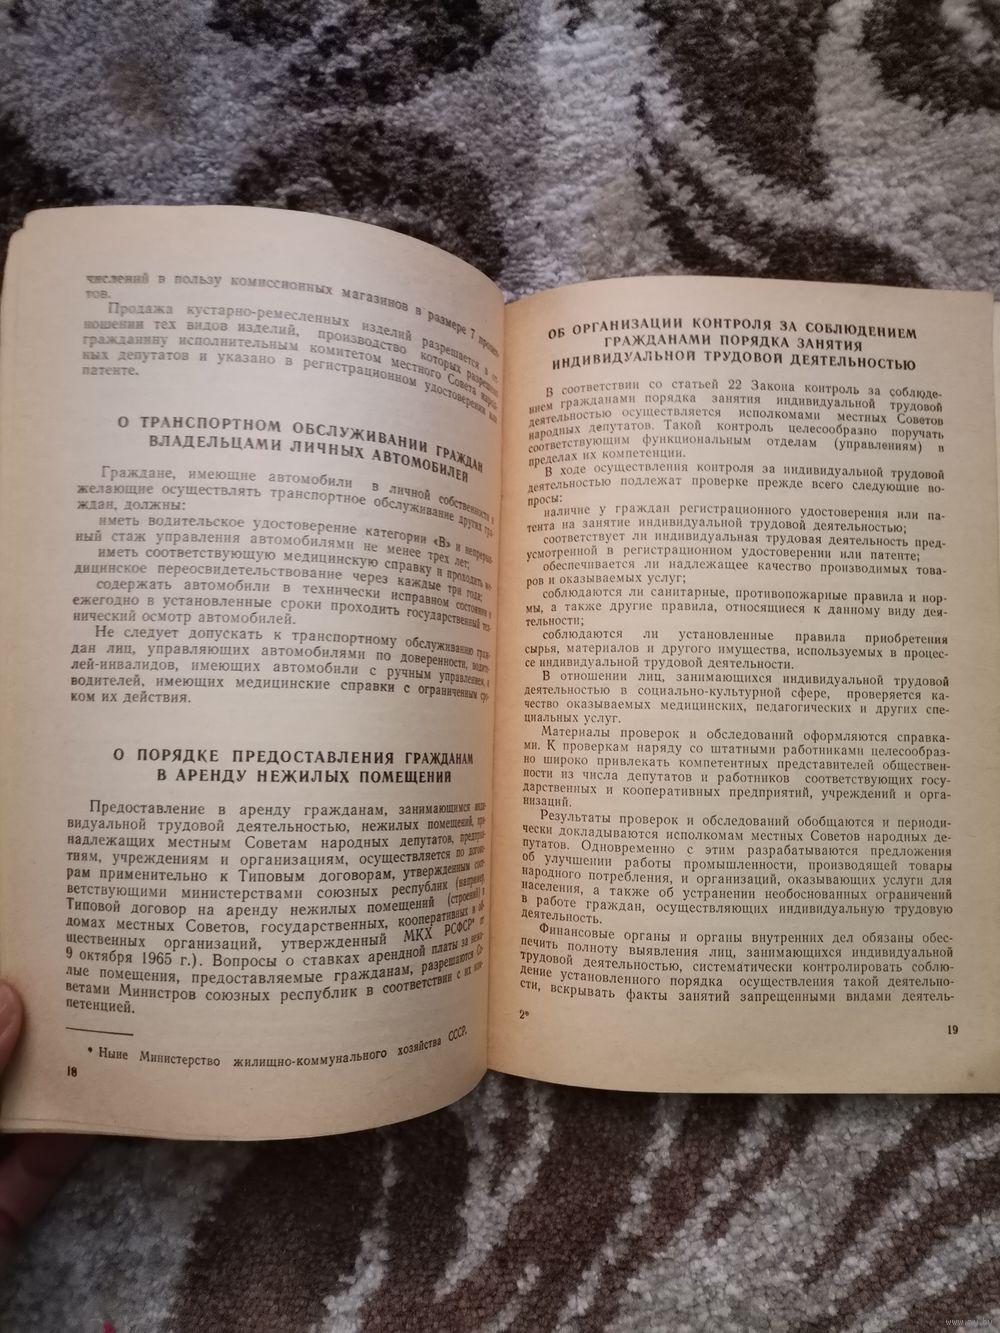 числений в пользу комиссионных магазинов в размере 7 процен-
тов.
Продажа кустарно-ремесленных изделий разрешается в от-
ношении тех видов изделий, производство которых разрешено
гражданину исполнительным комитетом местного Совета народ-
ных депутатов и указано в регистрационном удостоверении или
патенте.
О ТРАНСПОРТНОМ ОБСЛУЖИВАНИИ ГРАЖДАН
ВЛАДЕЛЬЦАМИ ЛИЧНЫХ АВТОМОБИЛЕЙ
Граждане, имеющие автомобили в личной собственности и
желающие осуществлять транспортное обслуживание других гра-
ждан, должны:
иметь водительское удостоверение категории «В» и непрерыв-
ный стаж управления автомобилями не менее трех лет;
иметь соответствующую медицинскую справку и проходить ме-
дицинское переосвидетельствование через каждые три года;
содержать автомобили в технически исправном состоянии и
ежегодно в установленные сроки проходить государственный тех-
нический осмотр автомобилей.
Не следует допускать к транспортному обслуживанию граж-
дан лиц, управляющих автомобилями по доверенности, водите-
лей-инвалидов, имеющих автомобили с ручным управлением, и
водителей, имеющих медицинские справки с ограниченным сро-
ком их действия.
О ПОРЯДКЕ ПРЕДОСТАВЛЕНИЯ ГРАЖДАНАМ
В АРЕНДУ НЕЖИЛЫХ ПОМЕЩЕНИЙ
Предоставление в аренду гражданам, занимающимся инди-
видуальной трудовой деятельностью, нежилых помещений, при-
надлежащих местным Советам народных депутатов, предприя-
тиям, учреждениям и организациям, осуществляется по догово-
рам применительно к Типовым договорам, утвержденным соот-
ветствующими министерствами союзных республик (например,
Типовой договор на аренду нежилых помещений (строений) в
домах местных Советов, государственных, кооперативных и об-
щественных организаций, утвержденный МКХ РСФСР* от
9 октября 1965 г.). Вопросы о ставках арендной платы за нежи-
лые помещения, предоставляемые гражданам, разрешаются Со-
ветами Министров союзных республик в соответствии с их ком-
петенцией.
* Ныне Министерство жилищно-коммунального хозяйства СССР.
18
ОБ ОРГАНИЗАЦИИ КОНТРОЛЯ ЗА СОБЛЮДЕНИЕМ
ГРАЖДАНАМИ ПОРЯДКА ЗАНЯТИЯ
ИНДИВИДУАЛЬНОЙ ТРУДОВОЙ ДЕЯТЕЛЬНОСТЬЮ
В соответствии со статьей 22 Закона контроль за соблюде-
нием гражданами порядка занятия индивидуальной трудовой
деятельностью осуществляется исполкомами местных Советов
народных депутатов. Такой контроль целесообразно поручать
соответствующим функциональным отделам (управлениям) в
пределах их компетенции.
В ходе осуществления контроля за индивидуальной трудовой
деятельностью подлежат проверке прежде всего следующие во-
просы:
наличие у граждан регистрационного удостоверения или па-
тента на занятие индивидуальной трудовой деятельностью;
соответствует ли индивидуальная трудовая деятельность пред-
усмотренной в регистрационном удостоверении или патенте;
обеспечивается ли надлежащее качество производимых това-
ров и оказываемых услуг;
соблюдаются ли санитарные, противопожарные правила и нор-
мы, а также другие правила, относящиеся к данному виду дея-
тельности;
соблюдаются ли установленные правила приобретения
сырья, материалов и другого имущества, используемых в процес-
се индивидуальной трудовой деятельности.
В отношении лиц, занимающихся индивидуальной трудовой
деятельностью в социально-культурной сфере, проверяется ка-
чество оказываемых медицинских, педагогических и других спе-
циальных услуг.
Материалы проверок и обследований оформляются справка-
ми. К проверкам наряду со штатными работниками целесообраз-
но широко привлекать компетентных представителей обществен-
ности из числа депутатов и работников соответствующих госу-
дарственных и кооперативных предприятий, учреждений и орга-
низаций.
Результаты проверок и обследований обобщаются и периоди-
чески докладываются исполкомам местных Советов народных де-
путатов. Одновременно с этим разрабатываются предложения
об улучшении работы промышленности, производящей товары
народного потребления, и организаций, оказывающих услуги для
населения, а также об устранении необоснованных ограничений
в работе граждан, осуществляющих индивидуальную трудовую
деятельность.
Финансовые органы и органы внутренних дел обязаны обес-
печить полноту выявления лиц, занимающихся индивидуальной
трудовой деятельностью, систематически контролировать соблю-
дение установленного порядка осуществления такой деятельно-
сти, вскрывать факты занятий запрещенными видами деятель-
2*
19